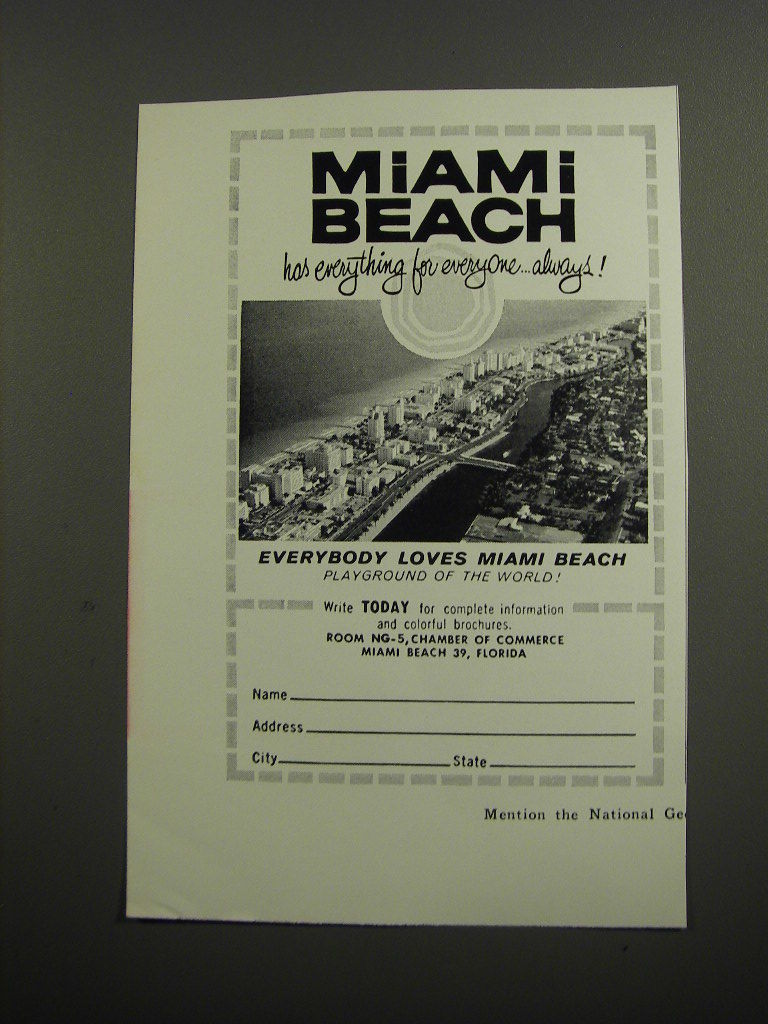 MiAMi
BEACH
has everything for everyone...always!
EVERYBODY LOVES MIAMI BEACH
PLAYGROUND OF THE WORLD!
Write TODAY for complete information
and colorful brochures.
ROOM NG-5, CHAMBER OF COMMERCE
MIAMI BEACH 39, FLORIDA
Name
Address
City State
Mention the National Ge